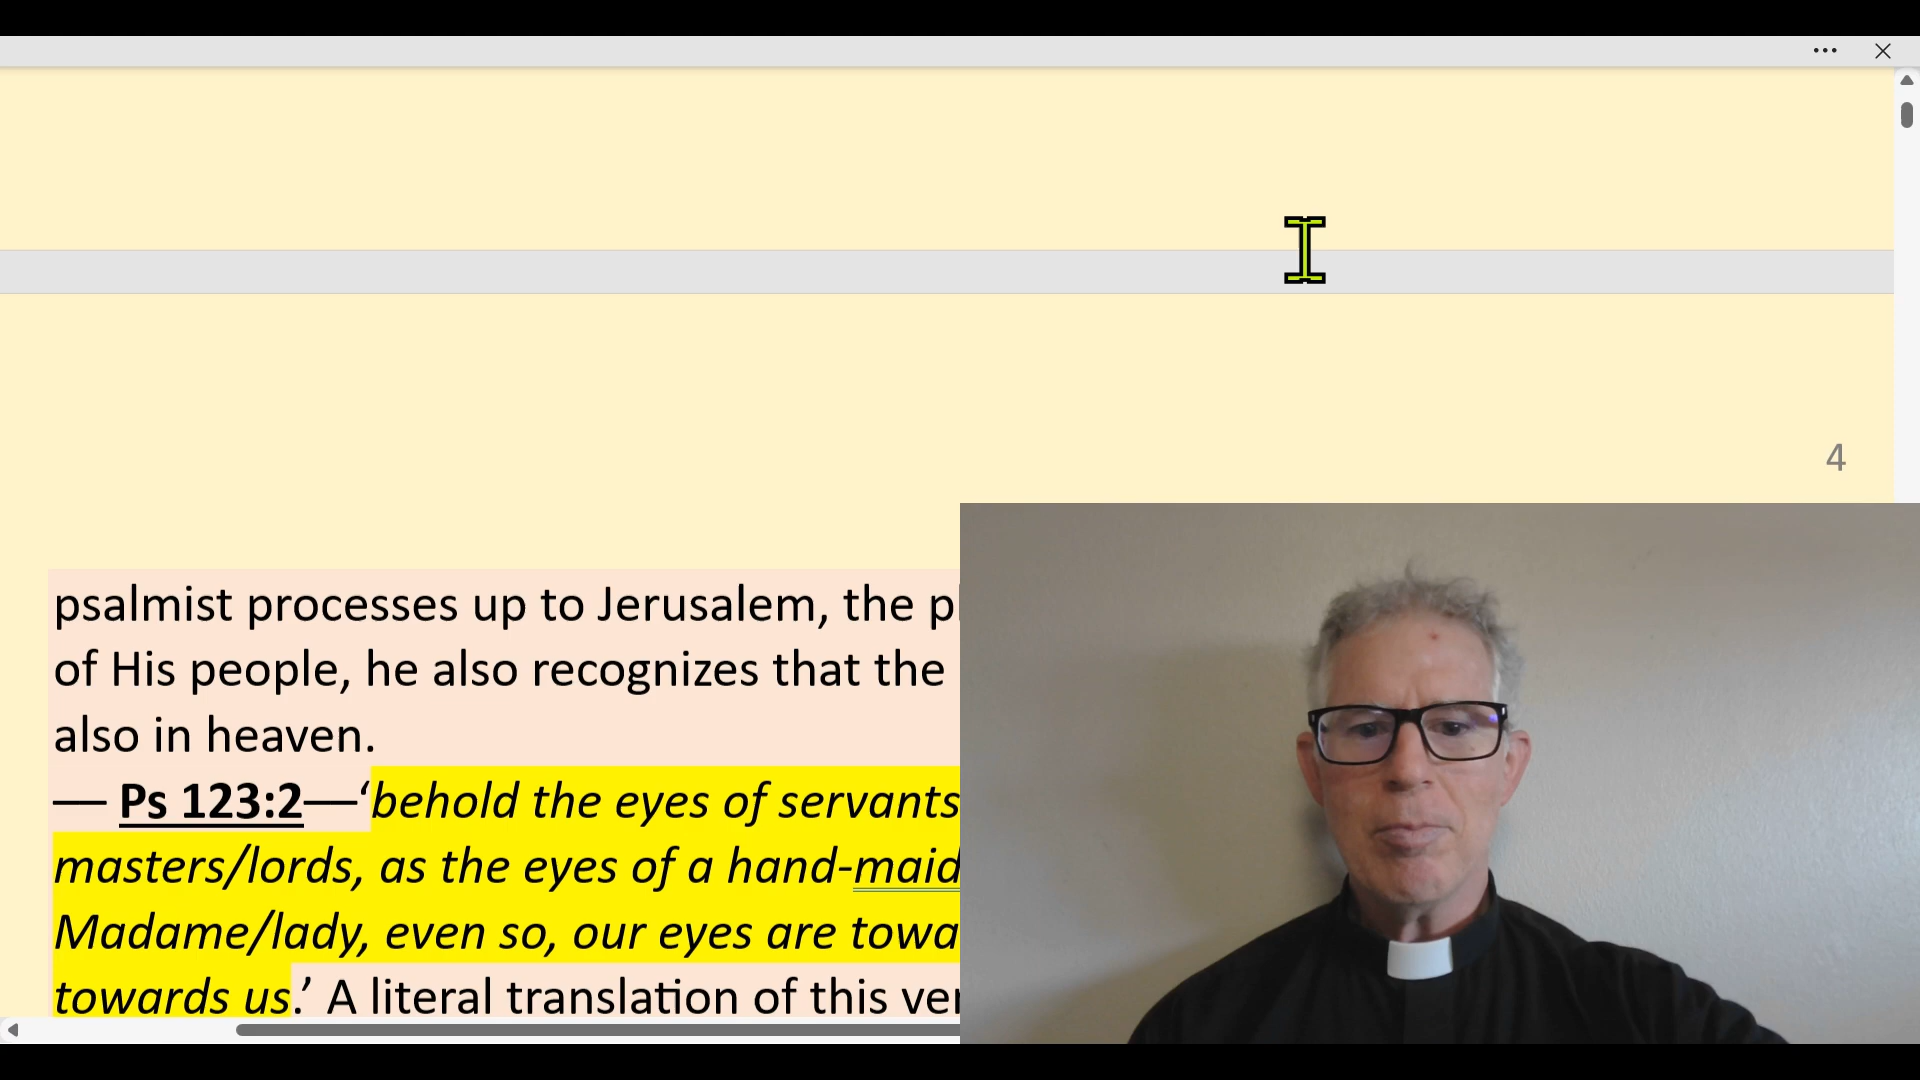 4
psalmist processes up to Jerusalem, the
of His people, he also recognizes that the
also in heaven.
— Ps 123:2—‘behold the eyes of servants
masters/lords, as the eyes of a hand-maid
Madame/lady, even so, our eyes are
towards us.’ A literal translation of this